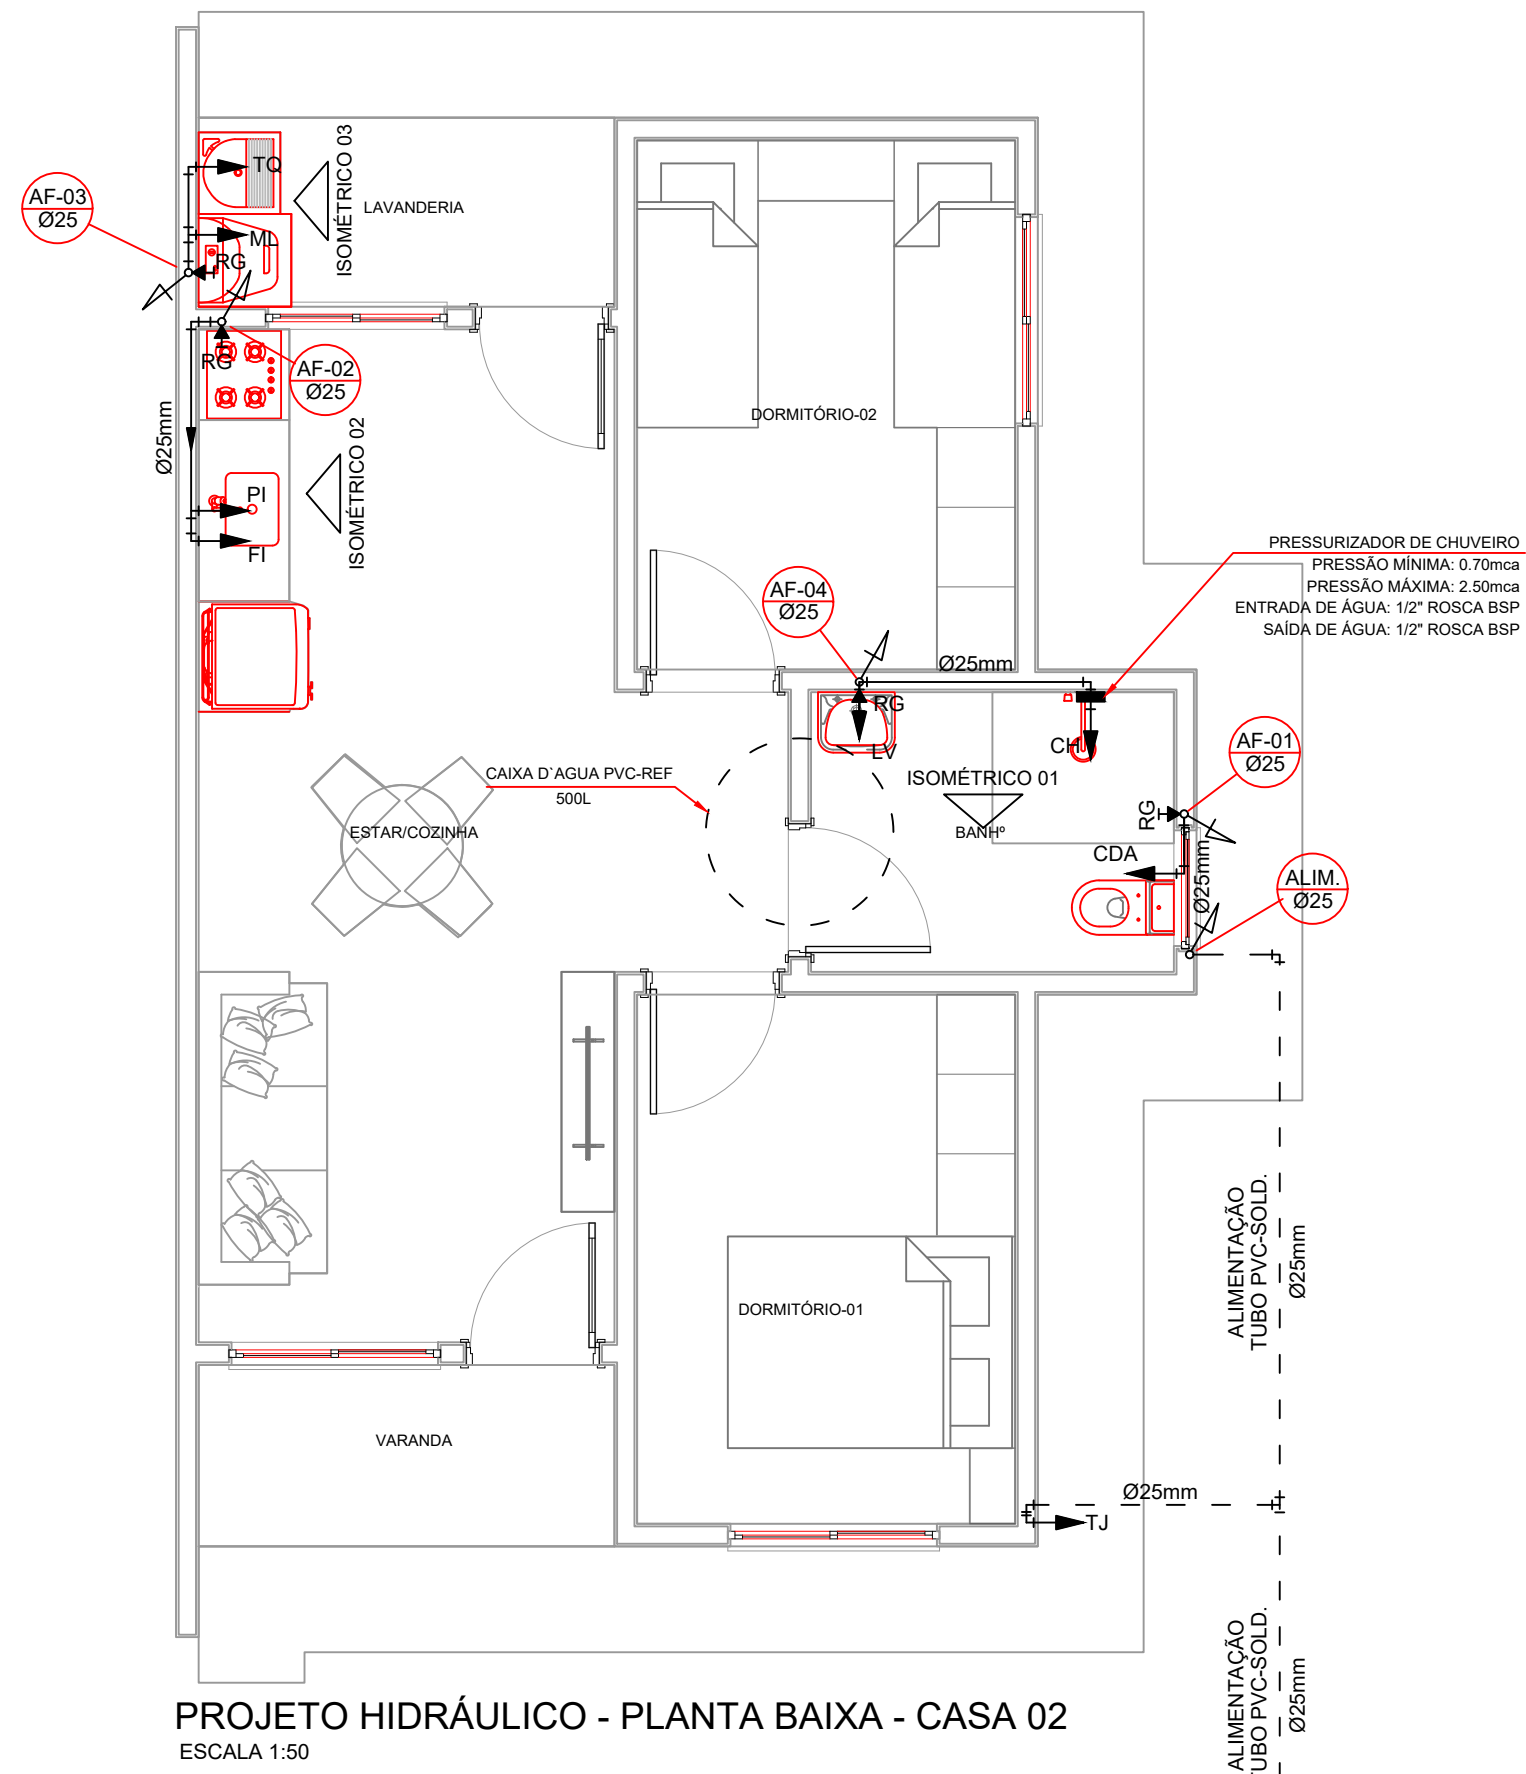 TQ
ISOMÉTRICO 03
LAVANDERIA
AF-03
Ø25
ML
RG
RG
AF-02
Ø25
Ø25mm
ISOMÉTRICO 02
PI
FI
DORMITÓRIO-02
PRESSURIZADOR DE CHUVEIRO
PRESSÃO MÍNIMA: 0.70mca
PRESSÃO MÁXIMA: 2.50mca
ENTRADA DE ÁGUA: 1/2" ROSCA BSP
SAÍDA DE ÁGUA: 1/2" ROSCA BSP
AF-04
Ø25
Ø25mm
RG
LV
CH
AF-01
Ø25
CAIXA D`AGUA PVC-REF
500L
ISOMÉTRICO 01
RG
ESTAR/COZINHA
BANHº
CDA
Ø25mm
ALIM.
Ø25
ALIMENTAÇÃO
TUBO PVC-SOLD.
Ø25mm
DORMITÓRIO-01
VARANDA
Ø25mm
TJ
ALIMENTAÇÃO
TUBO PVC-SOLD.
Ø25mm
PROJETO HIDRÁULICO - PLANTA BAIXA - CASA 02
ESCALA 1:50